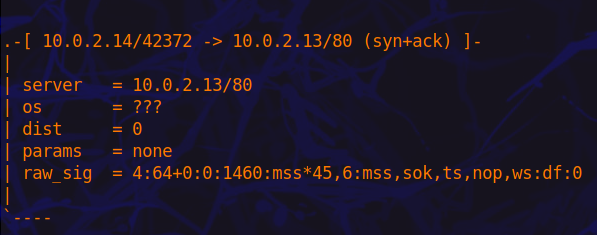 .-[ 10.0.2.14/42372 -> 10.0.2.13/80 (syn+ack) ]-
|
| server   = 10.0.2.13/80
| os       = ???
| dist     = 0
| params   = none
| raw_sig  = 4:64+0:0:1460:mss*45,6:mss,sok,ts,nop,ws:df:0
|
`----